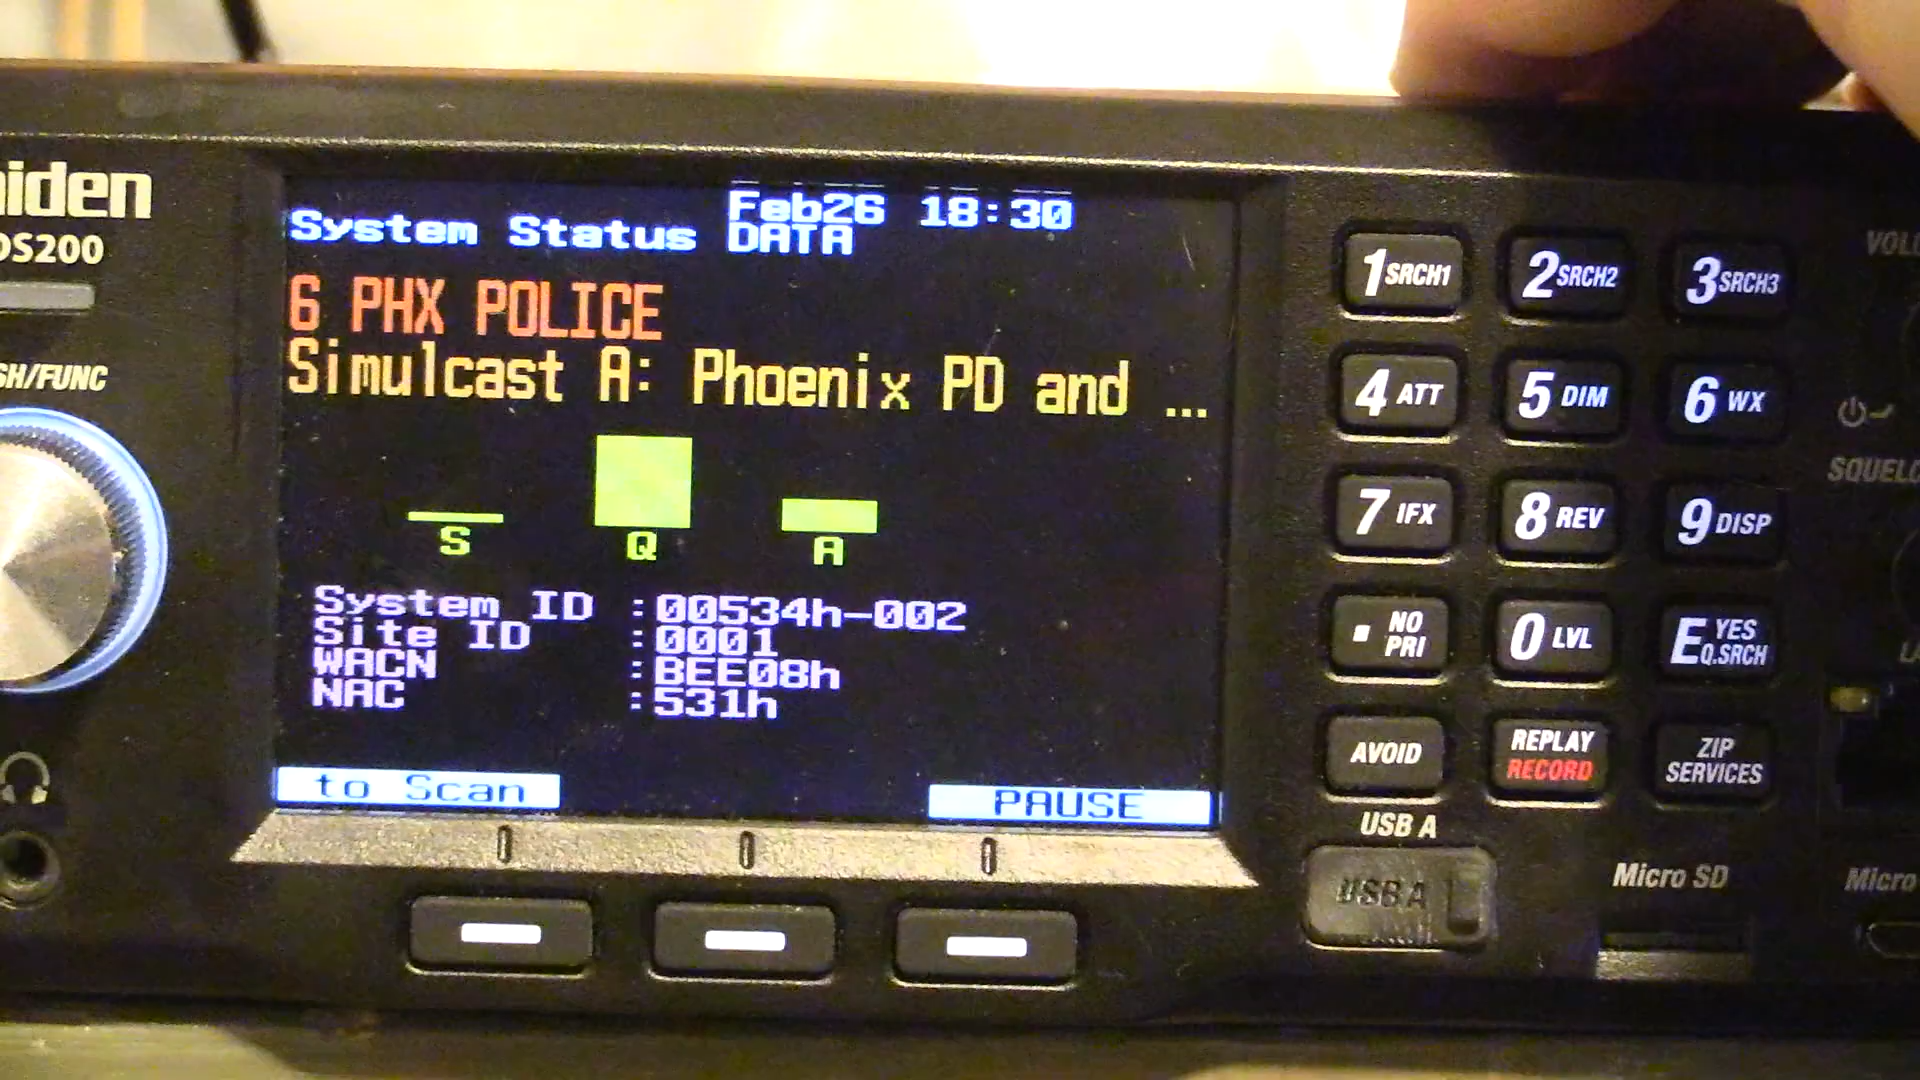 iden
DS200
SH/FUNC
Feb26 18:30
System Status DATA
6 PHX POLICE
Simulcast A: Phoenix PD and ...
S Q A
System ID :00534h-002
Site ID :0001
WACN :BEE08h
NAC :531h
to Scan PAUSE
1 SRCH1 2 SRCH2 3 SRCH3
4 ATT 5 DIM 6 WX
7 IFX 8 REV 9 DISP
. NO PRI 0 LVL E YES Q.SRCH
AVOID REPLAY RECORD ZIP SERVICES
USB A
USB A
Micro SD
Micro
VOL
SQUELC